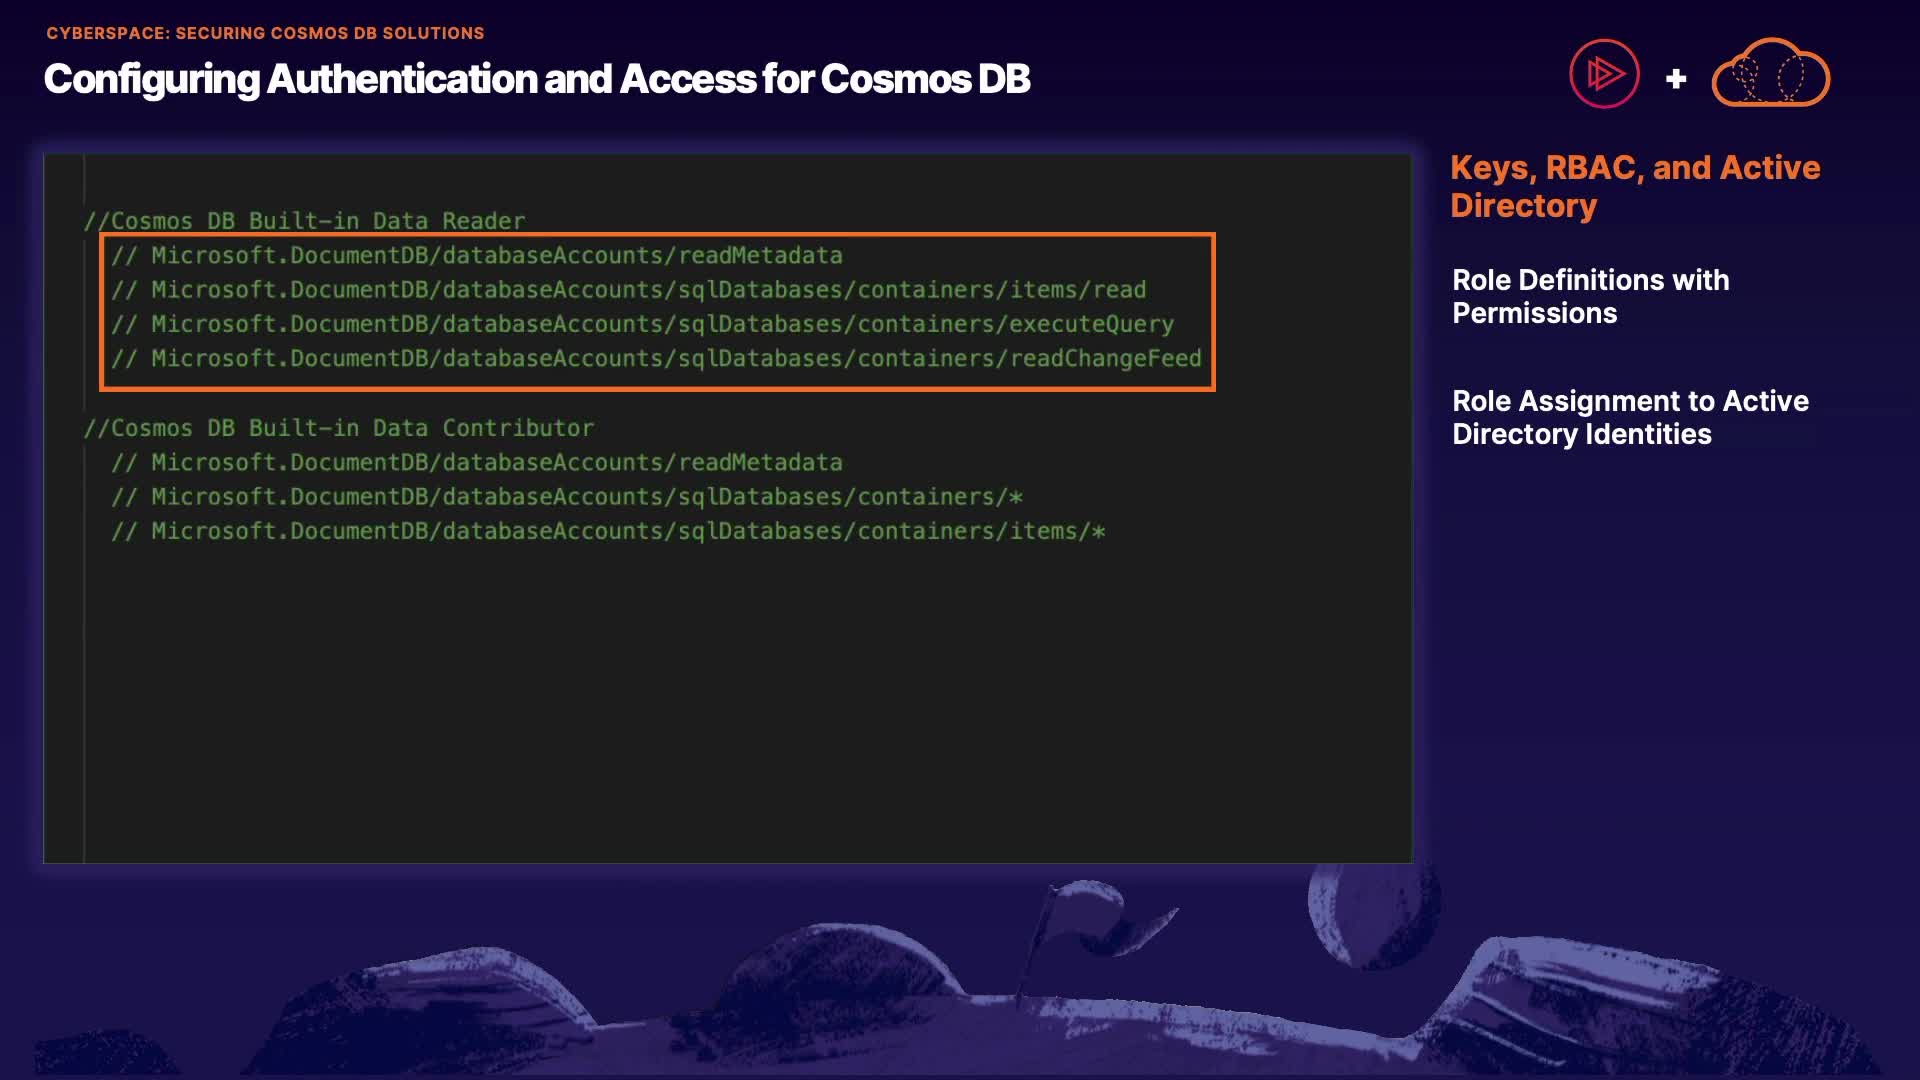 CYBERSPACE: SECURING COSMOS DB SOLUTIONS
Configuring Authentication and Access for Cosmos DB
+
//Cosmos DB Built-in Data Reader
// Microsoft.DocumentDB/databaseAccounts/readMetadata
// Microsoft.DocumentDB/databaseAccounts/sqlDatabases/containers/items/read
// Microsoft.DocumentDB/databaseAccounts/sqlDatabases/containers/executeQuery
// Microsoft.DocumentDB/databaseAccounts/sqlDatabases/containers/readChangeFeed
//Cosmos DB Built-in Data Contributor
// Microsoft.DocumentDB/databaseAccounts/readMetadata
// Microsoft.DocumentDB/databaseAccounts/sqlDatabases/containers/*
// Microsoft.DocumentDB/databaseAccounts/sqlDatabases/containers/items/*
Keys, RBAC, and Active
Directory
Role Definitions with
Permissions
Role Assignment to Active
Directory Identities